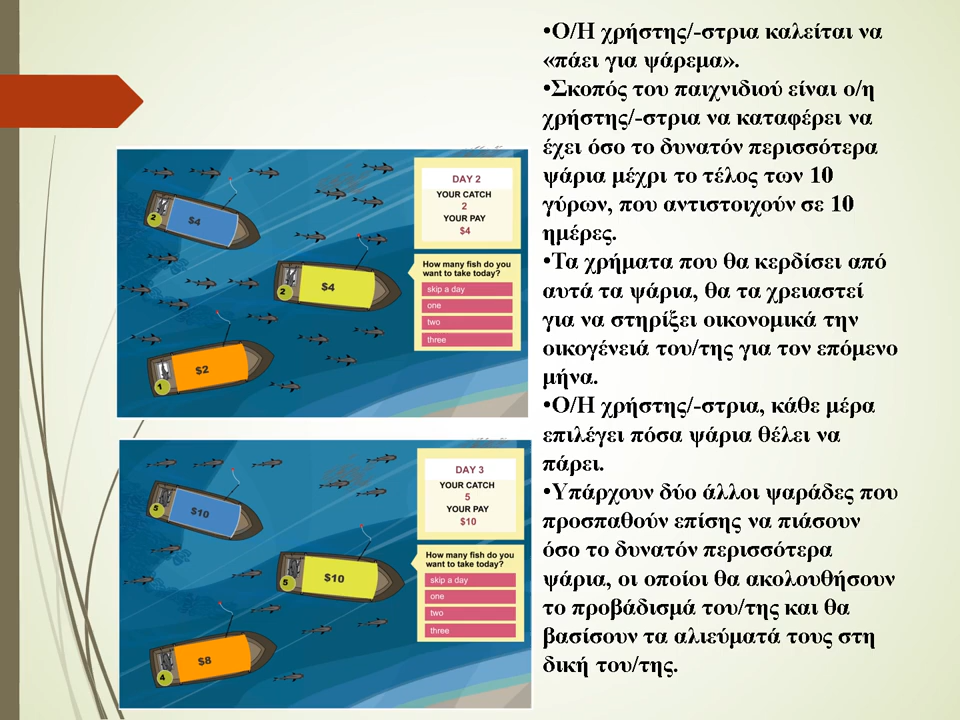 •Ο/Η χρήστης/-στρια καλείται να
«πάει για ψάρεμα».
•Σκοπός του παιχνιδιού είναι ο/η
χρήστης/-στρια να καταφέρει να
έχει όσο το δυνατόν περισσότερα
ψάρια μέχρι το τέλος των 10
γύρων, που αντιστοιχούν σε 10
ημέρες.
•Τα χρήματα που θα κερδίσει από
αυτά τα ψάρια, θα τα χρειαστεί
για να στηρίξει οικονομικά την
οικογένειά του/της για τον επόμενο
μήνα.
•Ο/Η χρήστης/-στρια, κάθε μέρα
επιλέγει πόσα ψάρια θέλει να
πάρει.
•Υπάρχουν δύο άλλοι ψαράδες που
προσπαθούν επίσης να πιάσουν
όσο το δυνατόν περισσότερα
ψάρια, οι οποίοι θα ακολουθήσουν
το προβάδισμά του/της και θα
βασίσουν τα αλιεύματά τους στη
δική του/της.
DAY 2
YOUR CATCH
2
YOUR PAY
$4
How many fish do you
want to take today?
skip a day
one
two
three
2
$4
2
$4
1
$2
DAY 3
YOUR CATCH
5
YOUR PAY
$10
How many fish do you
want to take today?
skip a day
one
two
three
5
$10
5
$10
4
$8